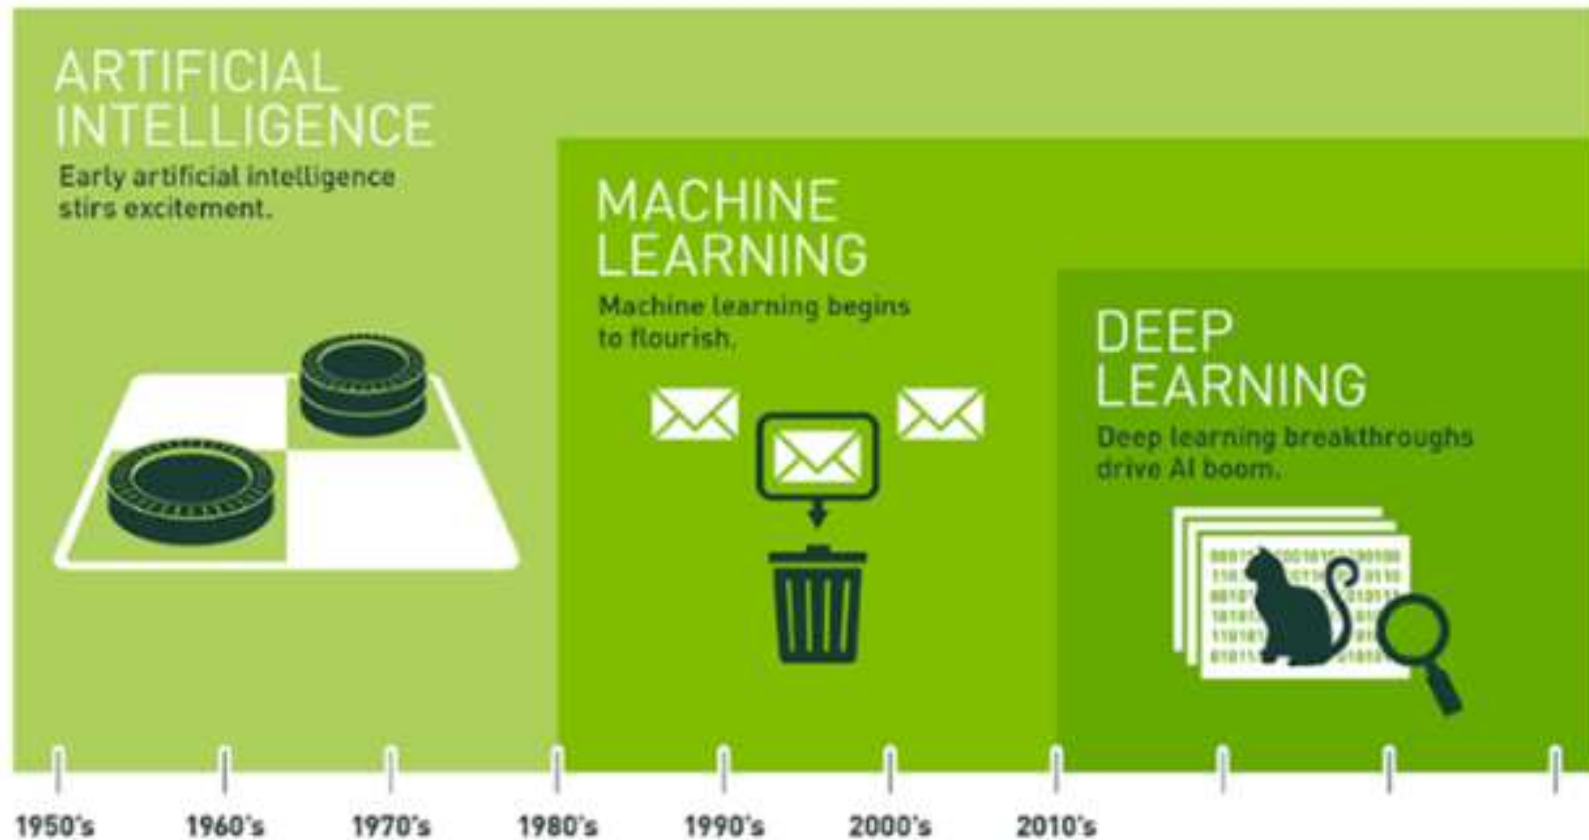 ARTIFICIAL
INTELLIGENCE
Early artificial intelligence
stirs excitement.
MACHINE
LEARNING
Machine learning begins
to flourish.
DEEP
LEARNING
Deep learning breakthroughs
drive AI boom.
1950's 1960's 1970's 1980's 1990's 2000's 2010's